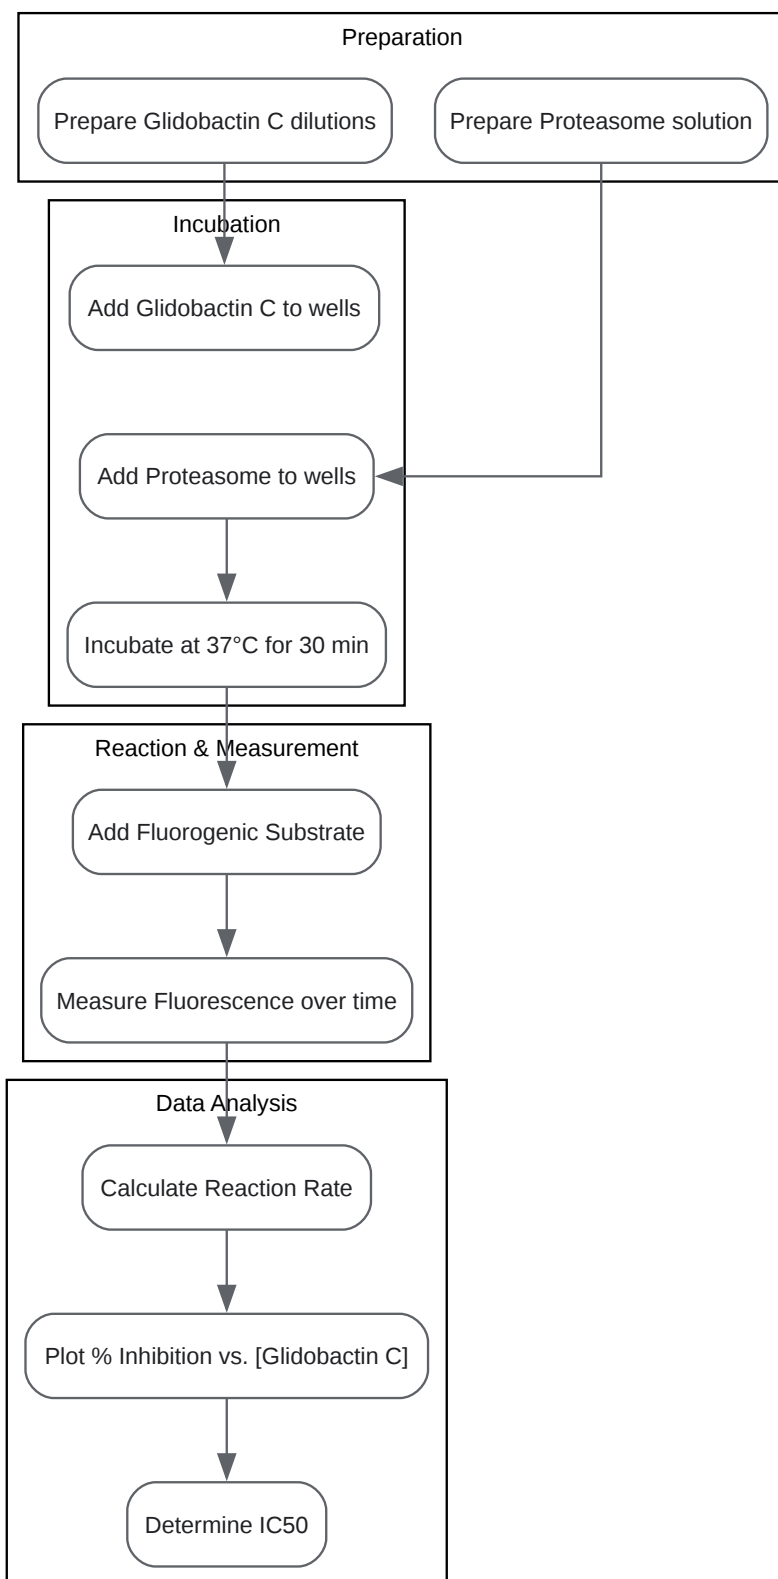 Preparation
Prepare Glidobactin C dilutions
Prepare Proteasome solution
Incubation
Add Glidobactin C to wells
Add Proteasome to wells
Incubate at 37°C for 30 min
Reaction & Measurement
Add Fluorogenic Substrate
Measure Fluorescence over time
Data Analysis
Calculate Reaction Rate
Plot % Inhibition vs. [Glidobactin C]
Determine IC50